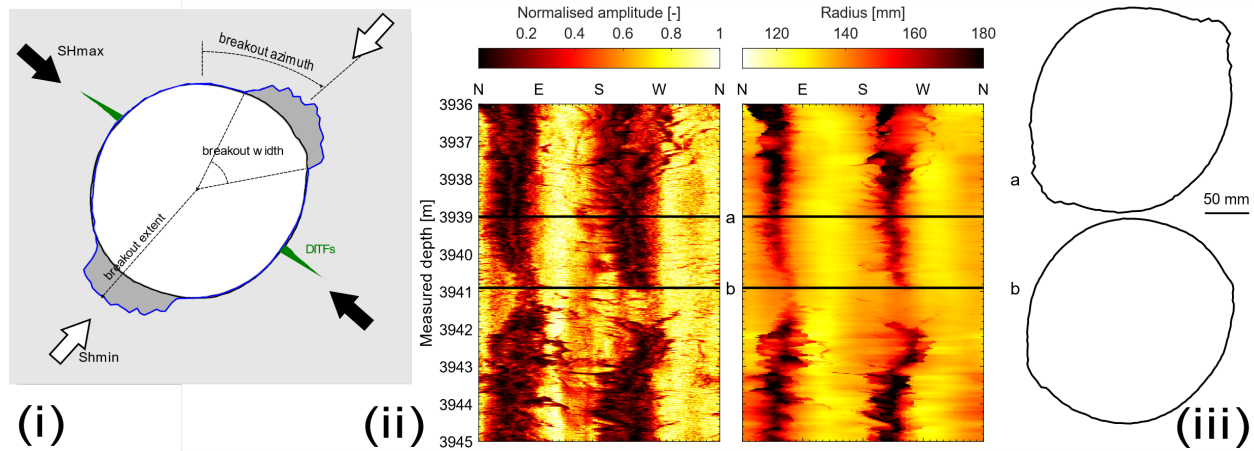 SHmax
breakout azimuth
breakout width
breakout extent
DITFs
Shmin
(i)
(ii)
Normalised amplitude [-]
0.2 0.4 0.6 0.8 1
N E S W N
Measured depth [m]
3936
3937
3938
3939
3940
3941
3942
3943
3944
3945
Radius [mm]
120 140 160 180
N E S W N
a
b
a
50 mm
b
(iii)